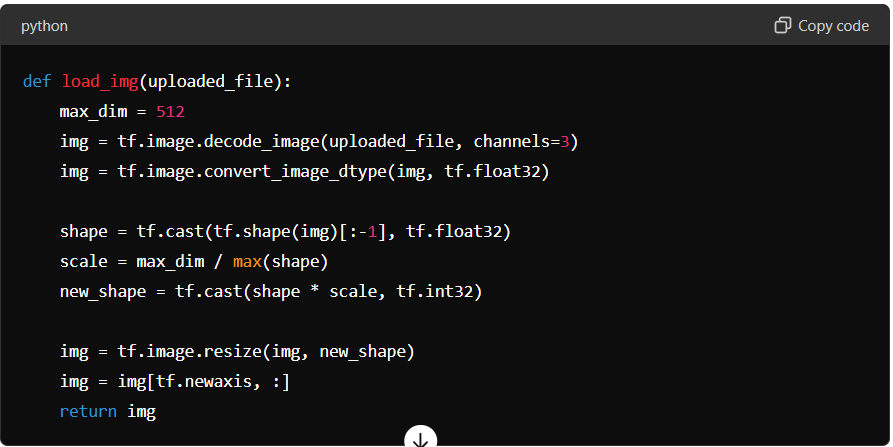 python
Copy code
def load_img(uploaded_file):
    max_dim = 512
    img = tf.image.decode_image(uploaded_file, channels=3)
    img = tf.image.convert_image_dtype(img, tf.float32)

    shape = tf.cast(tf.shape(img)[:-1], tf.float32)
    scale = max_dim / max(shape)
    new_shape = tf.cast(shape * scale, tf.int32)

    img = tf.image.resize(img, new_shape)
    img = img[tf.newaxis, :]
    return img